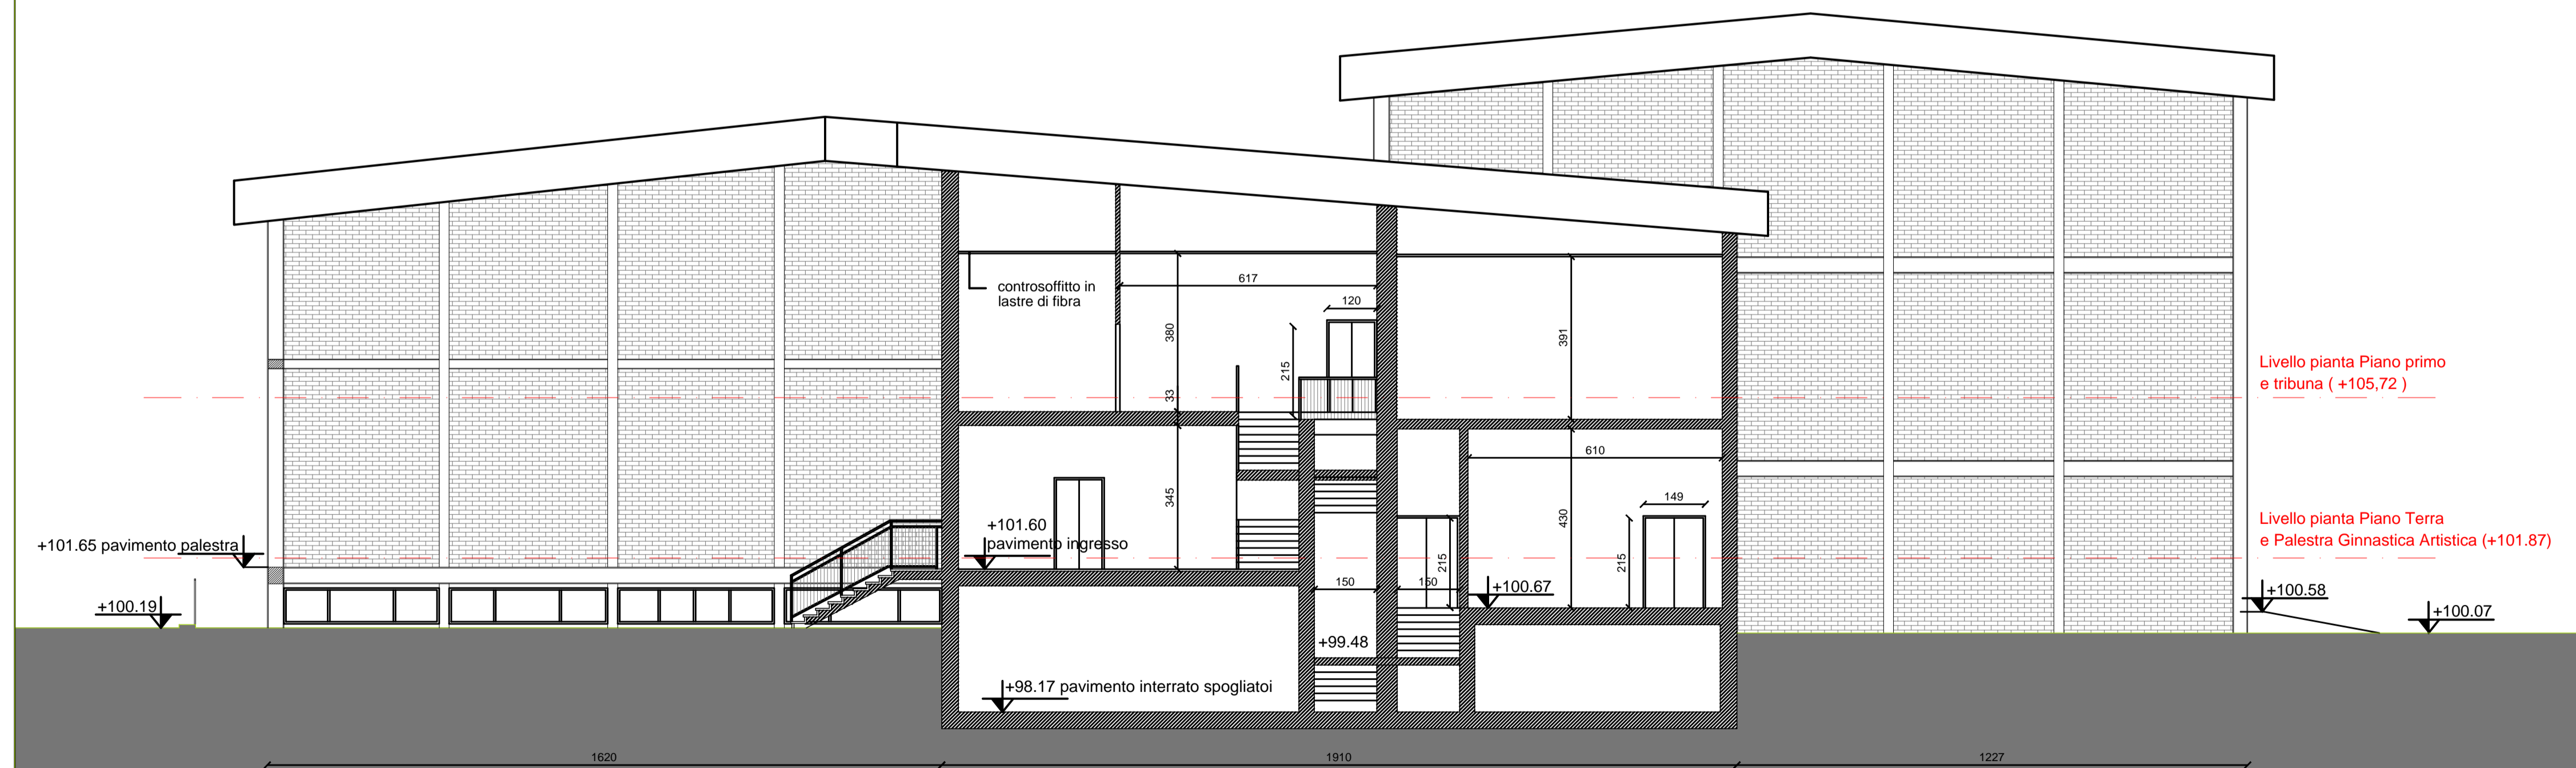 617
controsoffitto in
lastre di fibra
120
380
391
215
33
Livello pianta Piano primo
e tribuna ( +105,72 )
610
345
149
430
+101.60
pavimento ingresso
Livello pianta Piano Terra
e Palestra Ginnastica Artistica (+101.87)
+101.65 pavimento palestra
215
215
150
150
+100.67
+100.58
+100.19
+100.07
+99.48
+98.17 pavimento interrato spogliatoi
1620
1910
1227